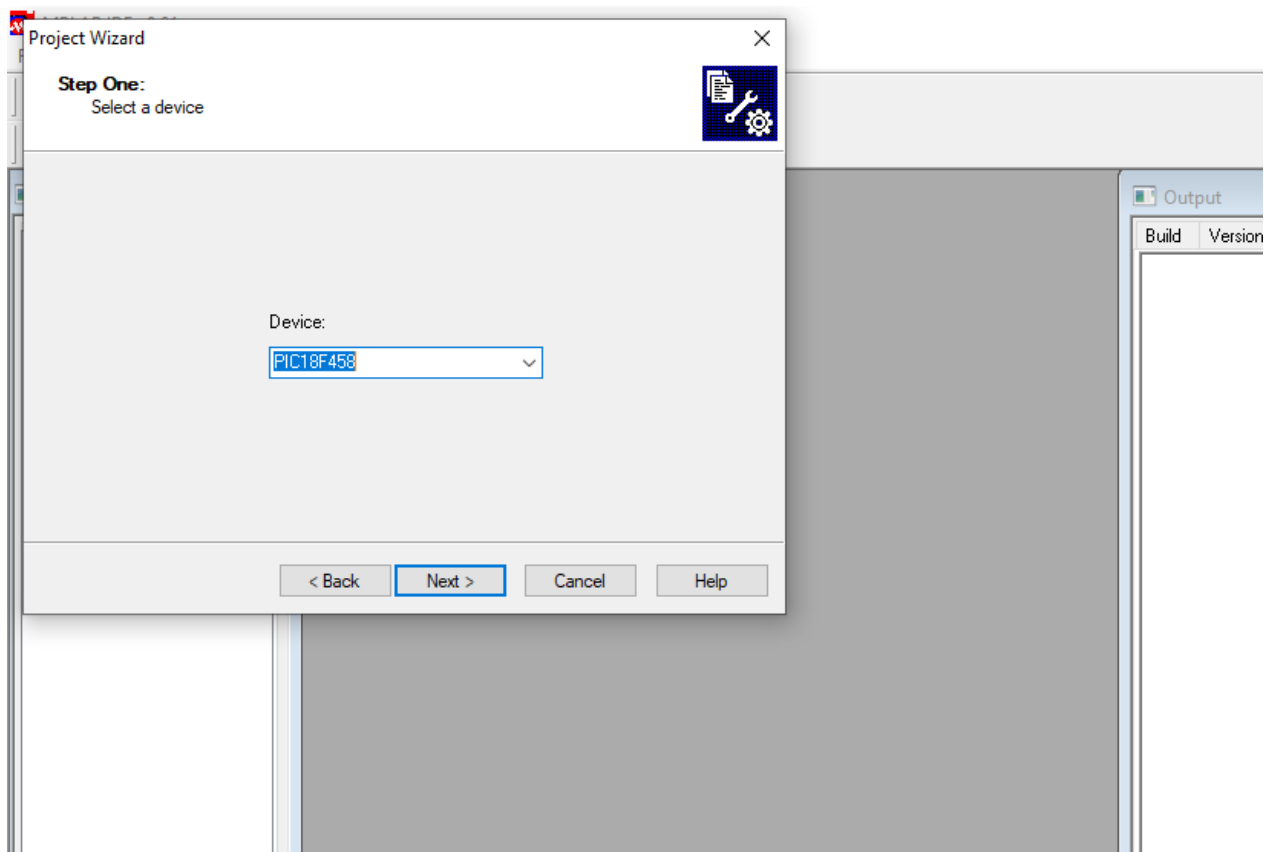 Project Wizard
Step One:
Select a device
Output
Build Version
Device:
PIC18F458
< Back Next > Cancel Help